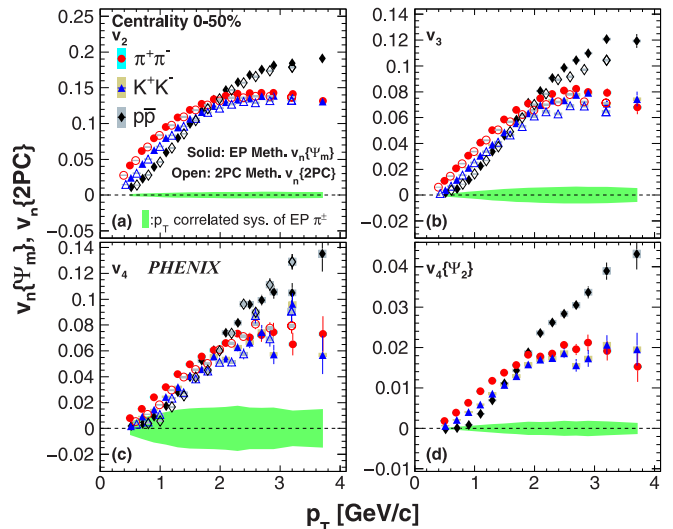 Centrality 0-50%
v2
π+π-
K+K-
pp̅
Solid: EP Meth. vn{Ψm}
Open: 2PC Meth. vn{2PC}
(a)
:pT correlated sys. of EP π±
0.2
0.15
0.1
0.05
0
-0.05
v3
(b)
0.14
0.12
0.1
0.08
0.06
0.04
0.02
0
-0.02
v4
PHENIX
(c)
0.14
0.12
0.1
0.08
0.06
0.04
0.02
0
-0.02
0 1 2 3 4
v4{Ψ2}
(d)
0.04
0.03
0.02
0.01
0
-0.01
0 1 2 3 4
vn{Ψm}, vn{2PC}
pT [GeV/c]